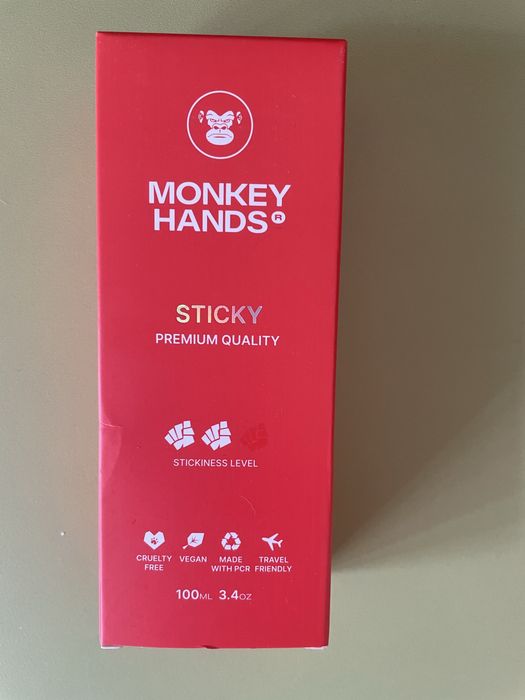 MONKEY
HANDS®
STICKY
PREMIUM QUALITY
STICKINESS LEVEL
CRUELTY FREE
VEGAN
MADE WITH PCR
TRAVEL FRIENDLY
100ML 3.4OZ